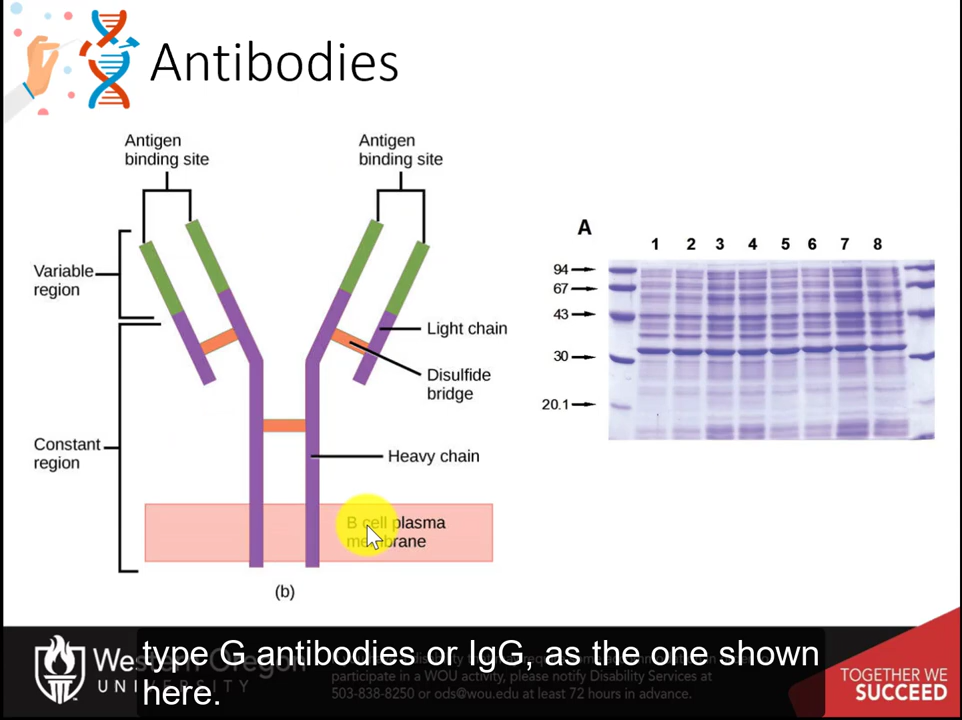 Antibodies
Antigen
binding site
Antigen
binding site
Variable
region
Light chain
Disulfide
bridge
Constant
region
Heavy chain
B cell plasma
membrane
(b)
A
1 2 3 4 5 6 7 8
94
67
43
30
20.1
type G antibodies or IgG, as the one shown
here.
Western Oregon
UNIVERSITY
participate in a WOU activity, please notify Disability Services at
503-838-8250 or ods@wou.edu at least 72 hours in advance.
TOGETHER WE
SUCCEED